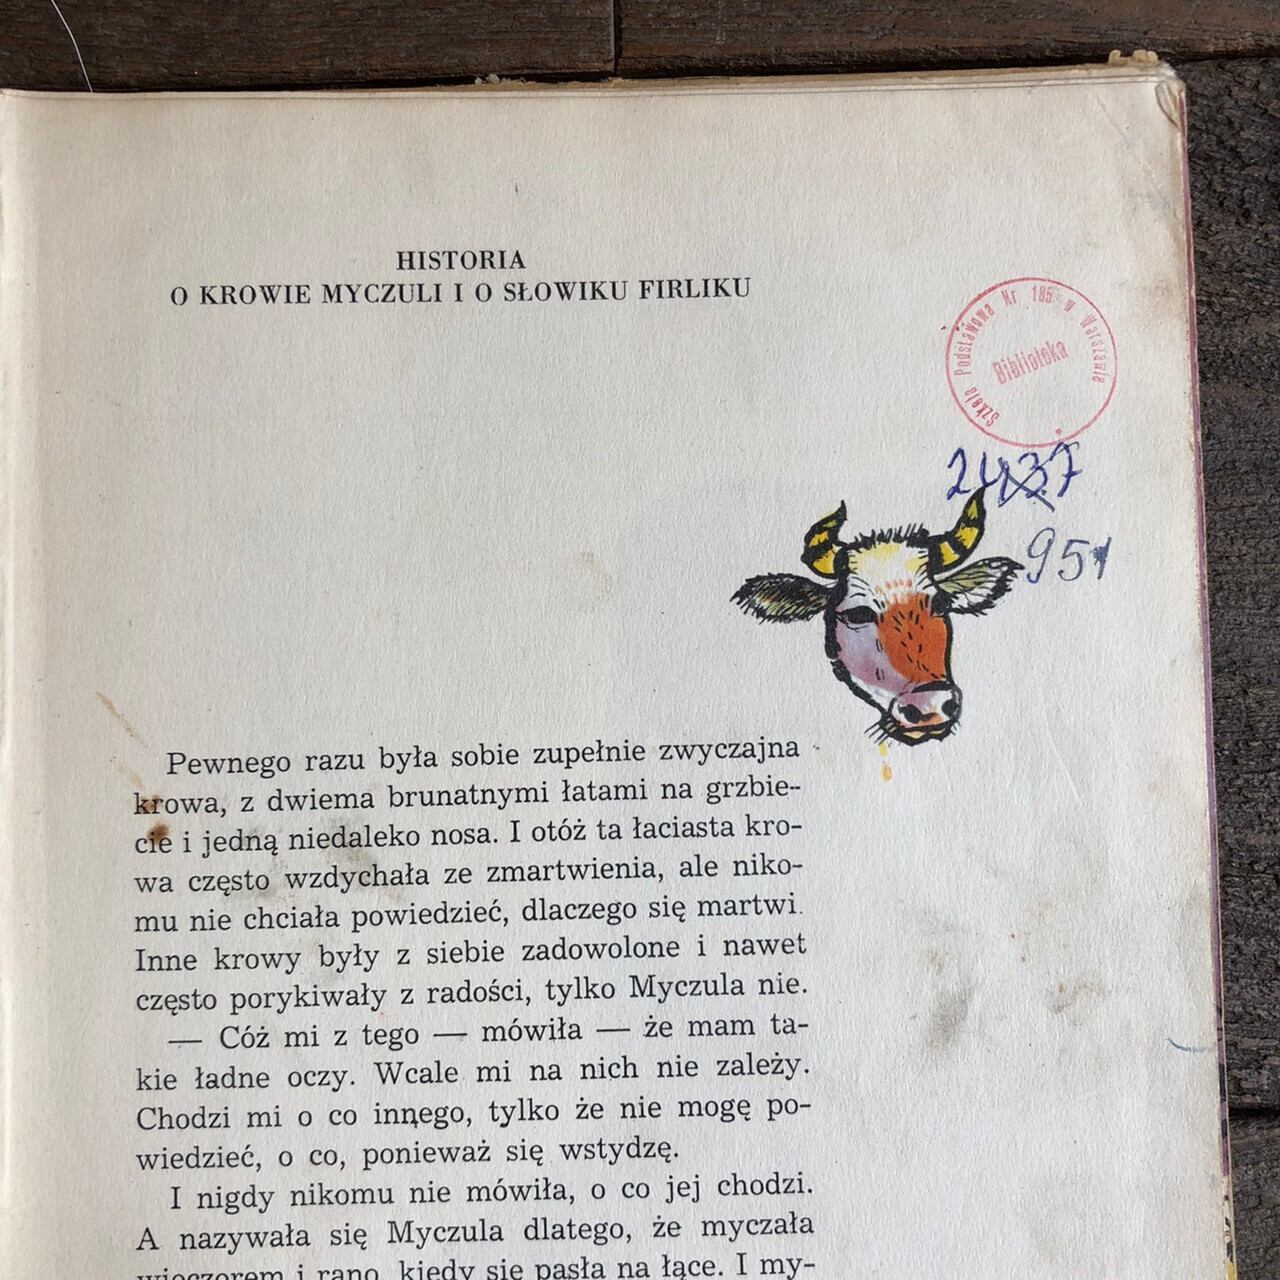 HISTORIA
O KROWIE MYCZULI I O SŁOWIKU FIRLIKU
Szkoła Podstawowa Nr 185 w Warszawie
Biblioteka
2437
951
Pewnego razu była sobie zupełnie zwyczajna
krowa, z dwiema brunatnymi łatami na grzbie-
cie i jedną niedaleko nosa. I otóż ta łaciasta kro-
wa często wzdychała ze zmartwienia, ale niko-
mu nie chciała powiedzieć, dlaczego się martwi.
Inne krowy były z siebie zadowolone i nawet
często porykiwały z radości, tylko Myczula nie.
— Cóż mi z tego — mówiła — że mam ta-
kie ładne oczy. Wcale mi na nich nie zależy.
Chodzi mi o co innego, tylko że nie mogę po-
wiedzieć, o co, ponieważ się wstydzę.
I nigdy nikomu nie mówiła, o co jej chodzi.
A nazywała się Myczula dlatego, że myczała
wieczorem i rano, kiedy się pasła na łące. I my-